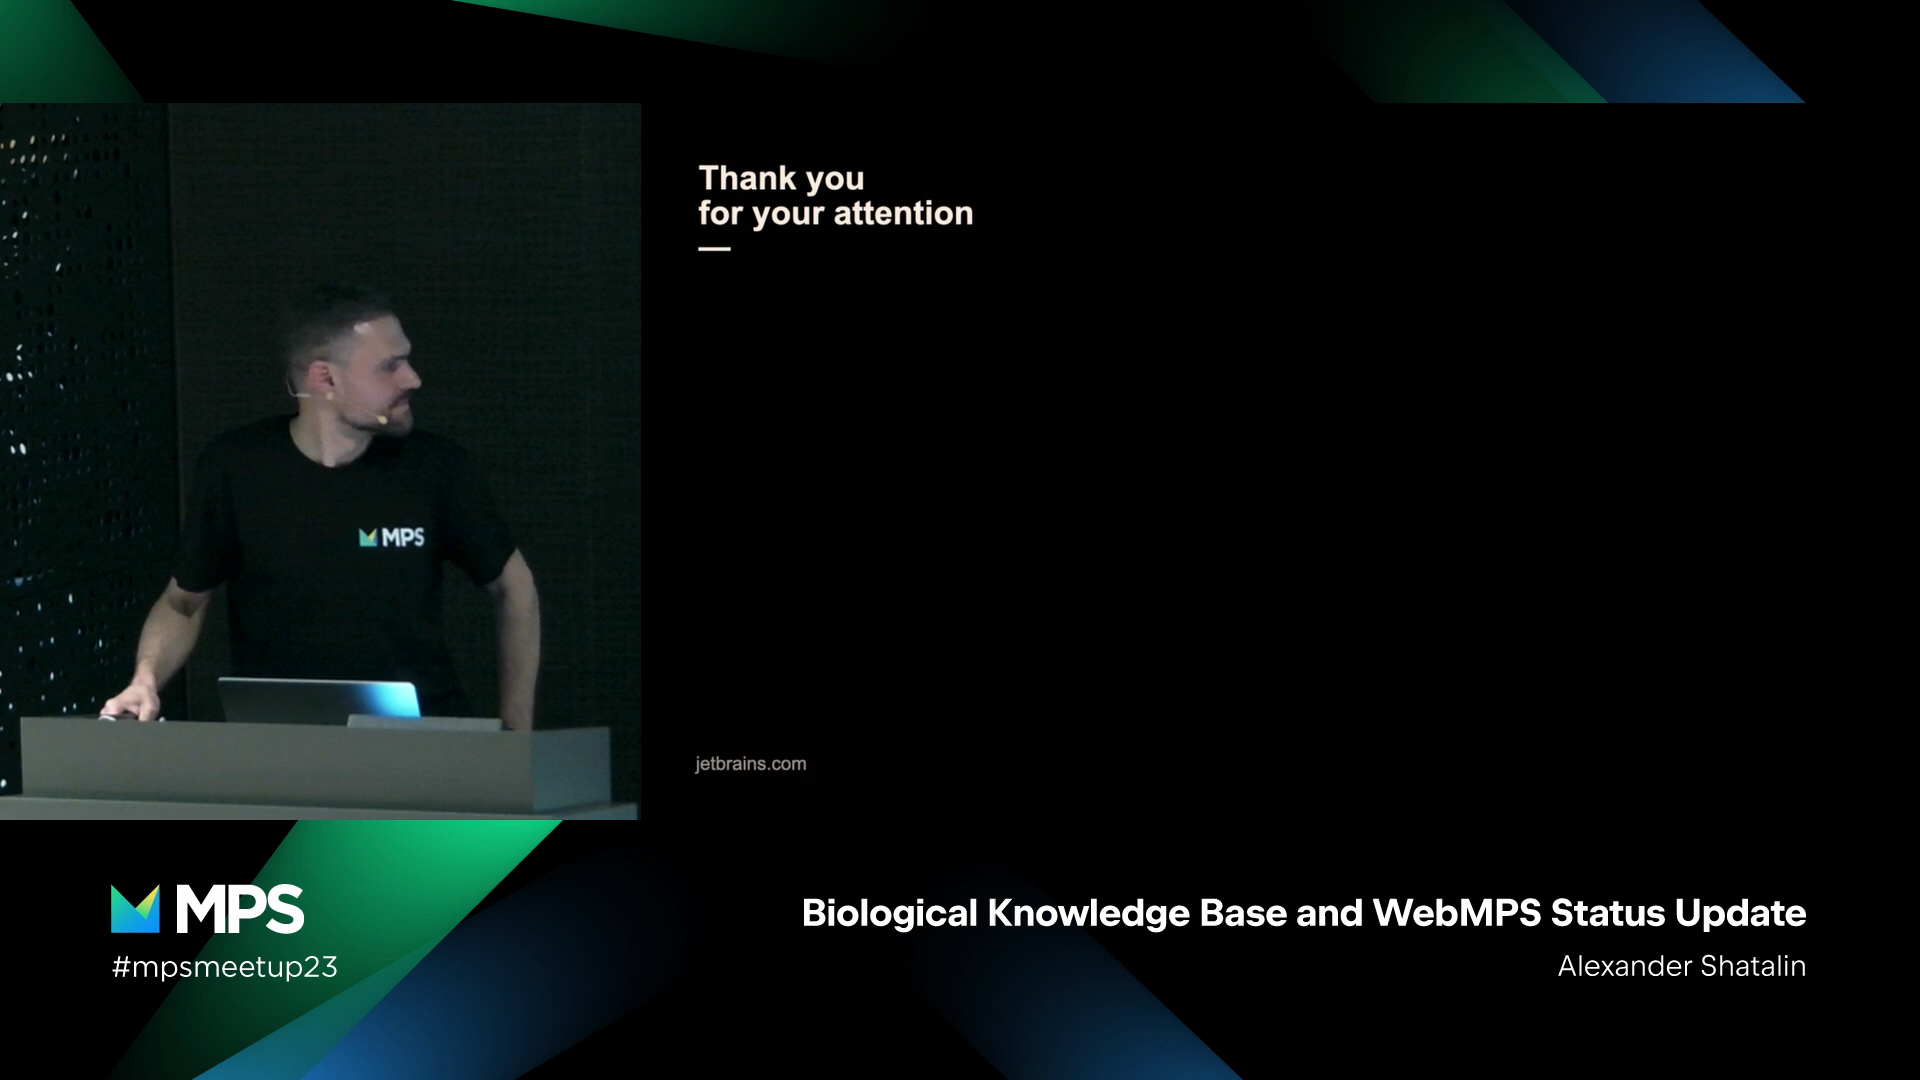 Thank you
for your attention
MPS
jetbrains.com
MPS
#mpsmeetup23
Biological Knowledge Base and WebMPS Status Update
Alexander Shatalin